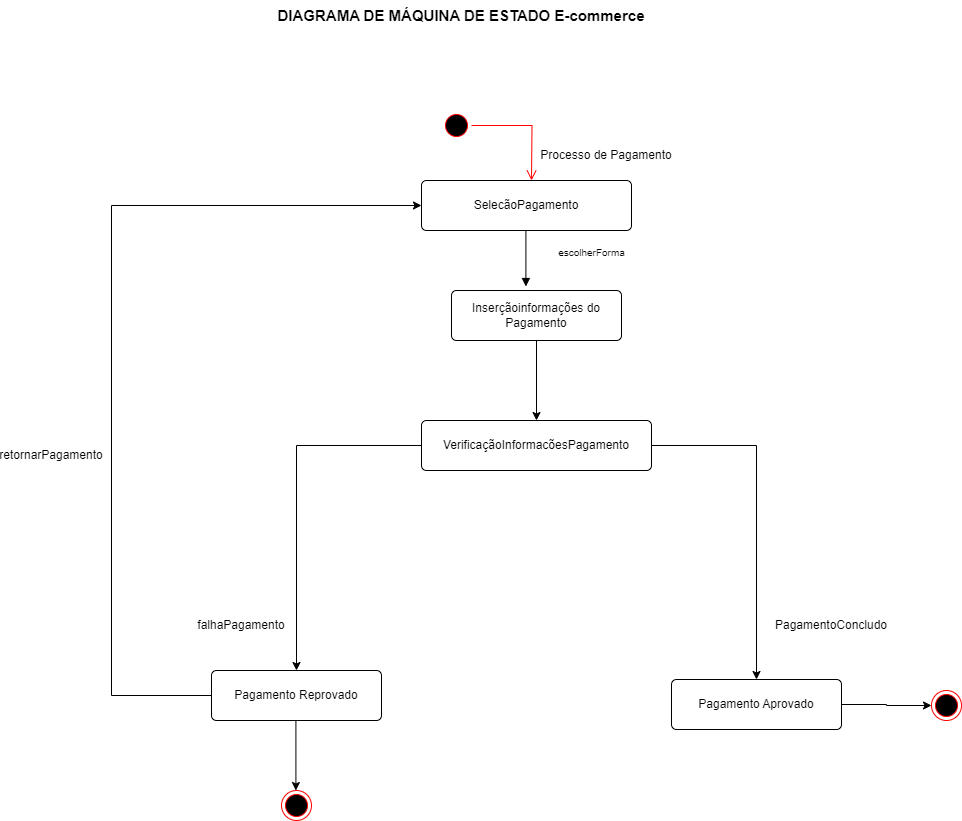 DIAGRAMA DE MÁQUINA DE ESTADO E-commerce
Processo de Pagamento
SelecãoPagamento
escolherForma
Inserçãoinformações do
Pagamento
VerificaçãoInformacõesPagamento
retornarPagamento
falhaPagamento
PagamentoConcludo
Pagamento Reprovado
Pagamento Aprovado